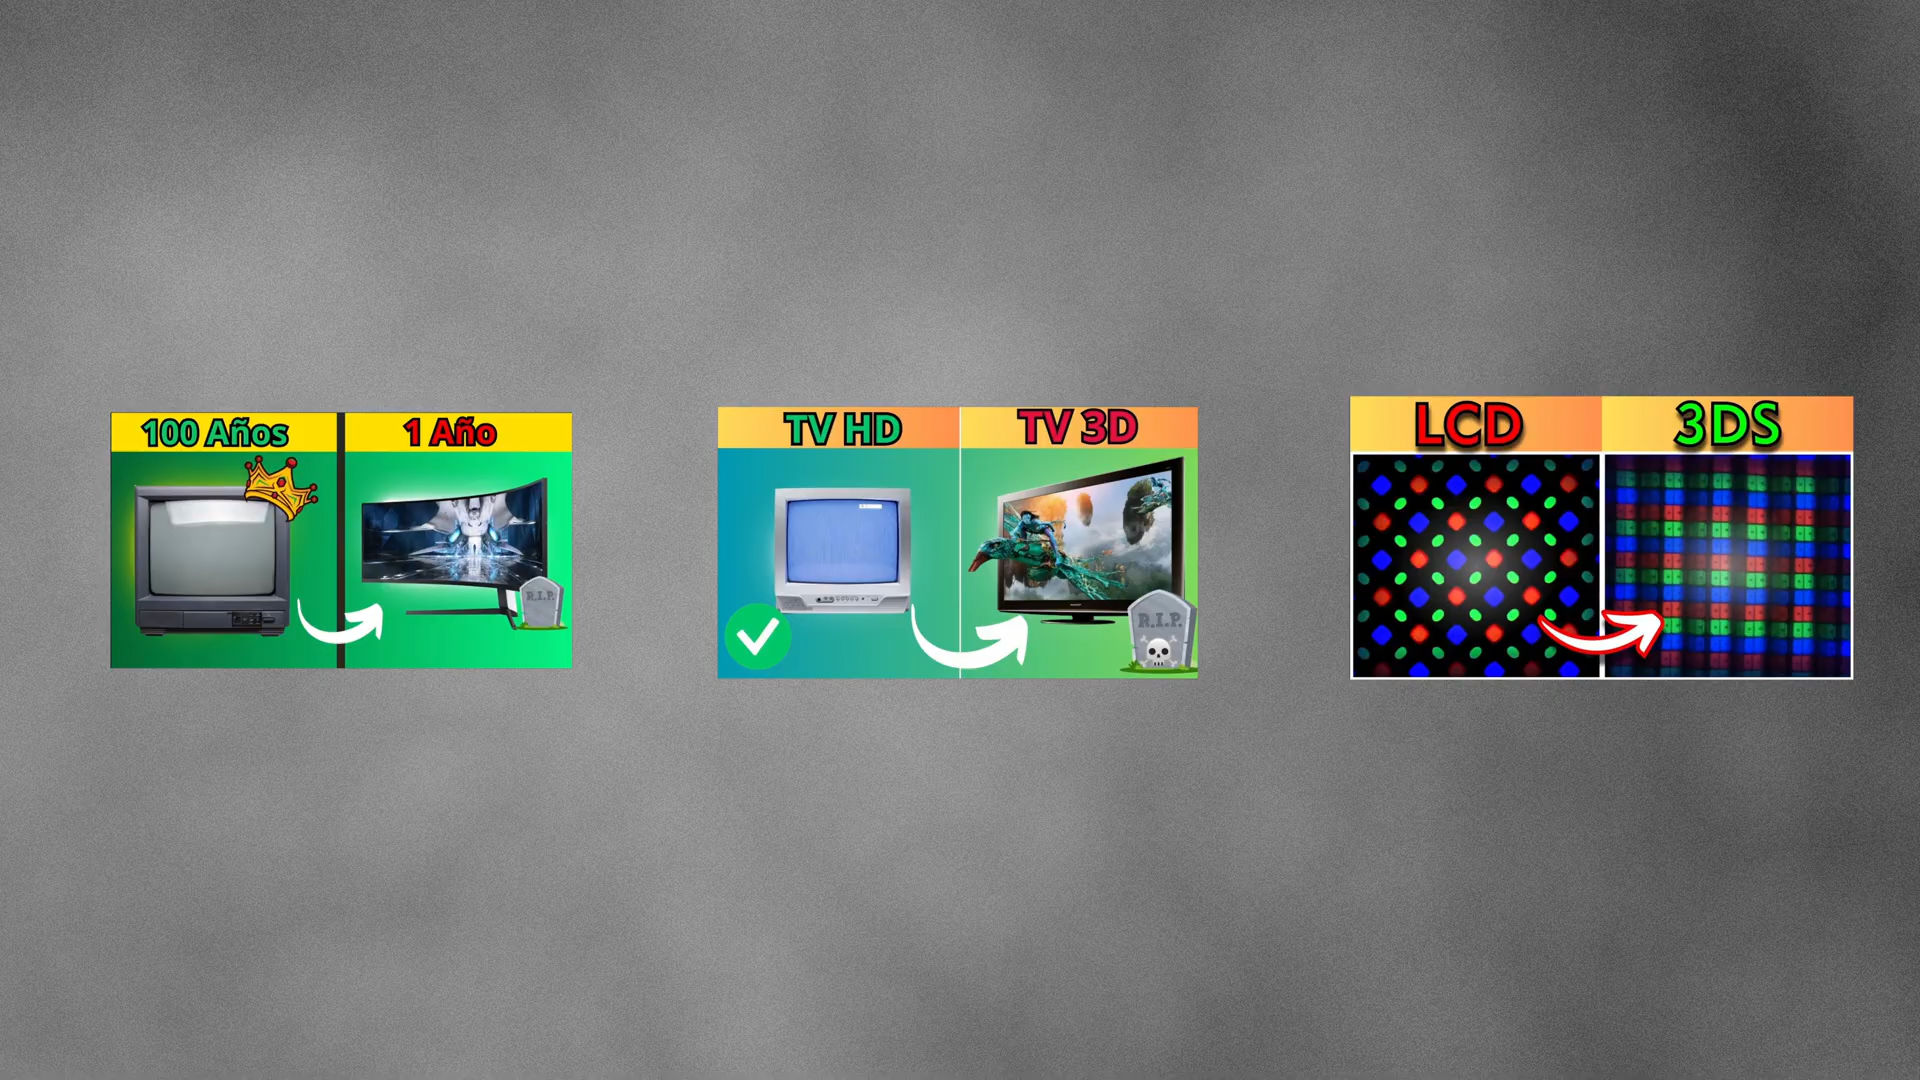 100 Años
1 Año
R.I.P.
TV HD
TV 3D
R.I.P.
LCD
3DS